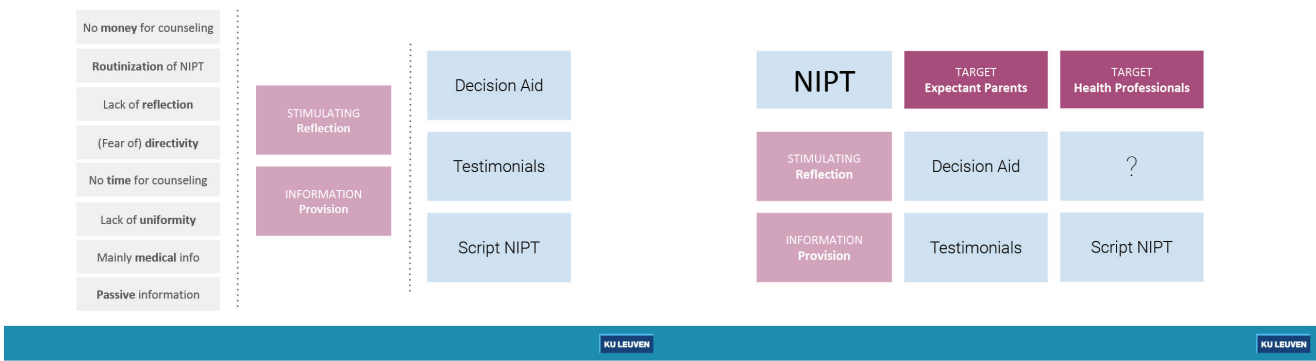 No money for counseling
Routinization of NIPT
Lack of reflection
(Fear of) directivity
No time for counseling
Lack of uniformity
Mainly medical info
Passive information
STIMULATING
Reflection
INFORMATION
Provision
Decision Aid
Testimonials
Script NIPT
KU LEUVEN
NIPT
TARGET
Expectant Parents
TARGET
Health Professionals
STIMULATING
Reflection
Decision Aid
?
INFORMATION
Provision
Testimonials
Script NIPT
KU LEUVEN